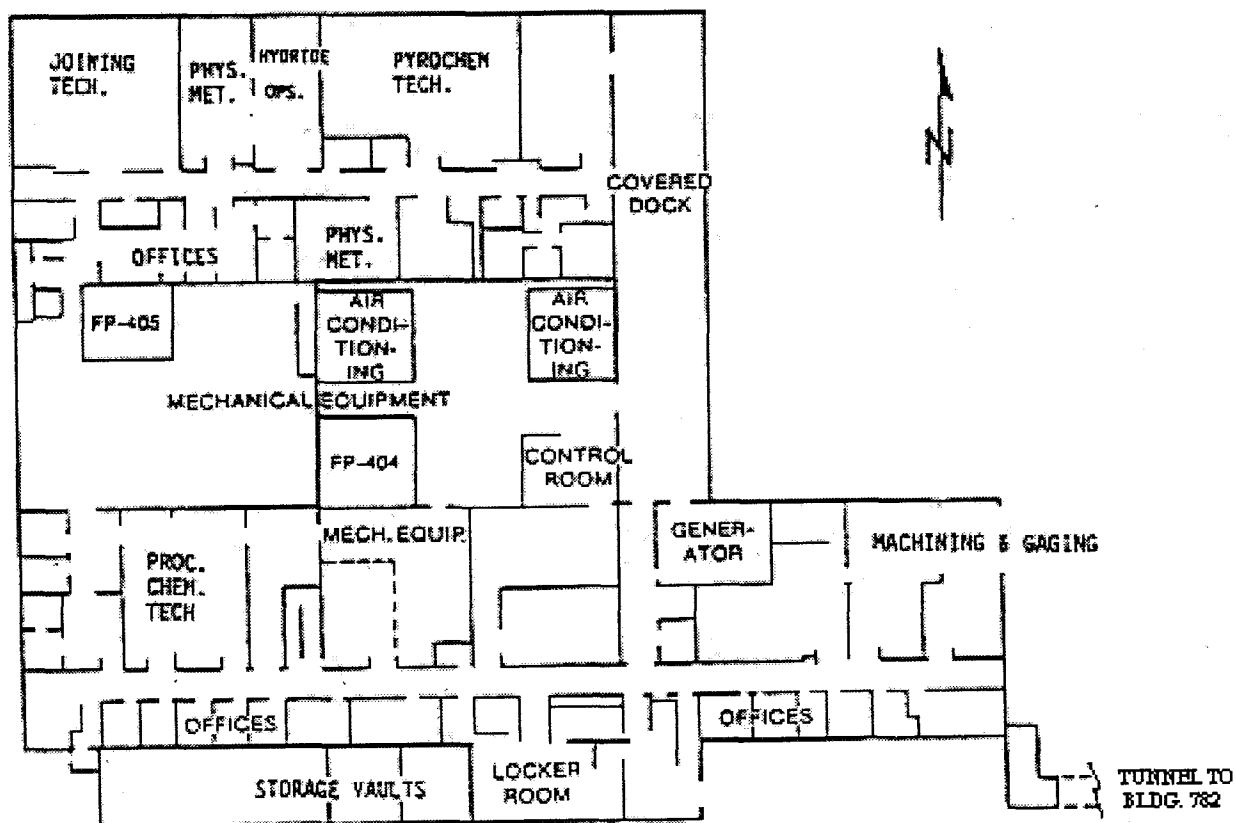 JOINING
TECH.
PHYS.
MET.
HYDRIDE
OPS.
PYROCHEM
TECH.
N
COVERED
DOCK
OFFICES
PHYS.
MET.
FP-405
AIR
CONDI-
TION-
ING
AIR
CONDI-
TION-
ING
MECHANICAL EQUIPMENT
FP-404
CONTROL
ROOM
PROC.
CHEM.
TECH
MECH. EQUIP.
GENER-
ATOR
MACHINING & GAGING
OFFICES
OFFICES
STORAGE VAULTS
LOCKER
ROOM
TUNNEL TO
BLDG. 782